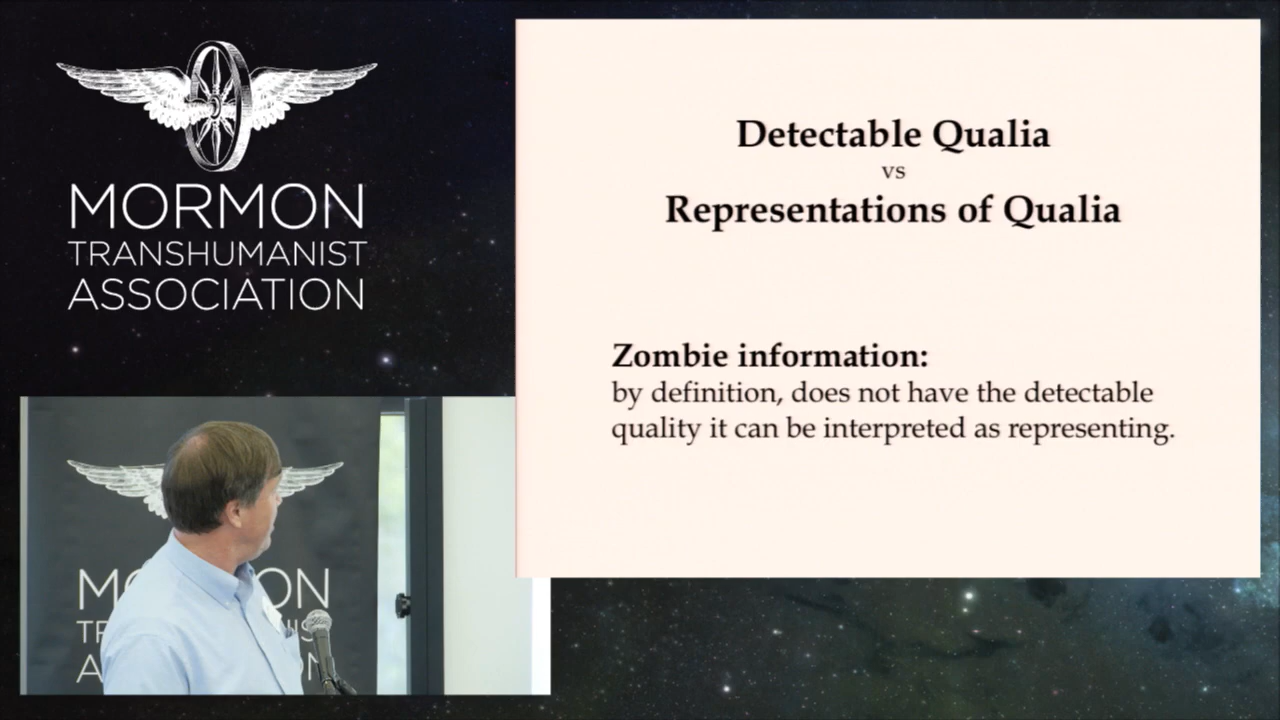 MORMON
TRANSHUMANIST
ASSOCIATION
Detectable Qualia
vs
Representations of Qualia
Zombie information:
by definition, does not have the detectable
quality it can be interpreted as representing.